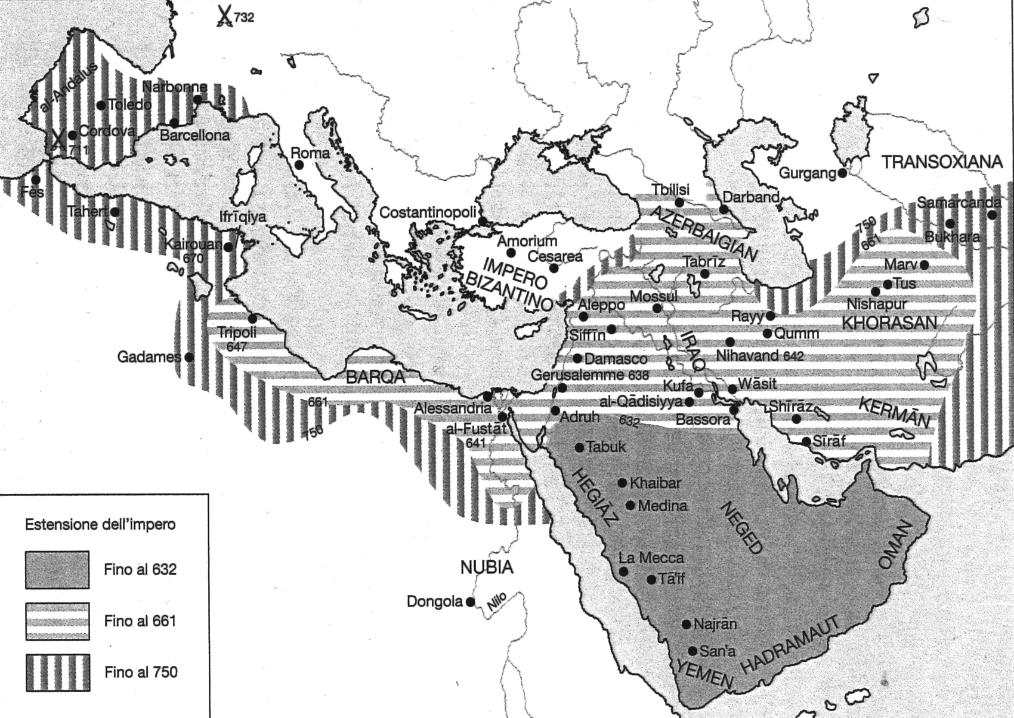 732
al-Andalus
Narbonne
Toledo
Cordova
711
Barcellona
Roma
Fès
Tahert
Ifrīqiya
Kairouan
670
Costantinopoli
Amorium
Cesarea
IMPERO
BIZANTINO
Tbilisi
Darband
AZERBAIGIAN
Tabrīz
Gurgang
TRANSOXIANA
Samarcanda
Bukhara
750
661
Marv
Tus
Nishapur
KHORASAN
Aleppo
Mossul
Siffīn
Rayy
Qumm
Nihavand 642
IRAQ
Damasco
Gerusalemme 638
Kufa
Wāsit
al-Qādisiyya
Bassora
Adruh
632
Shīrāz
KERMĀN
Sīrāf
Tripoli
647
Gadames
BARQA
661
750
Alessandria
al-Fustāt
641
Tabuk
HEGIĀZ
Khaibar
Medina
NEGED
OMAN
La Mecca
Tā'if
NUBIA
Dongola
Nilo
Najrān
San'a
YEMEN
HADRAMAUT
Estensione dell'impero
Fino al 632
Fino al 661
Fino al 750